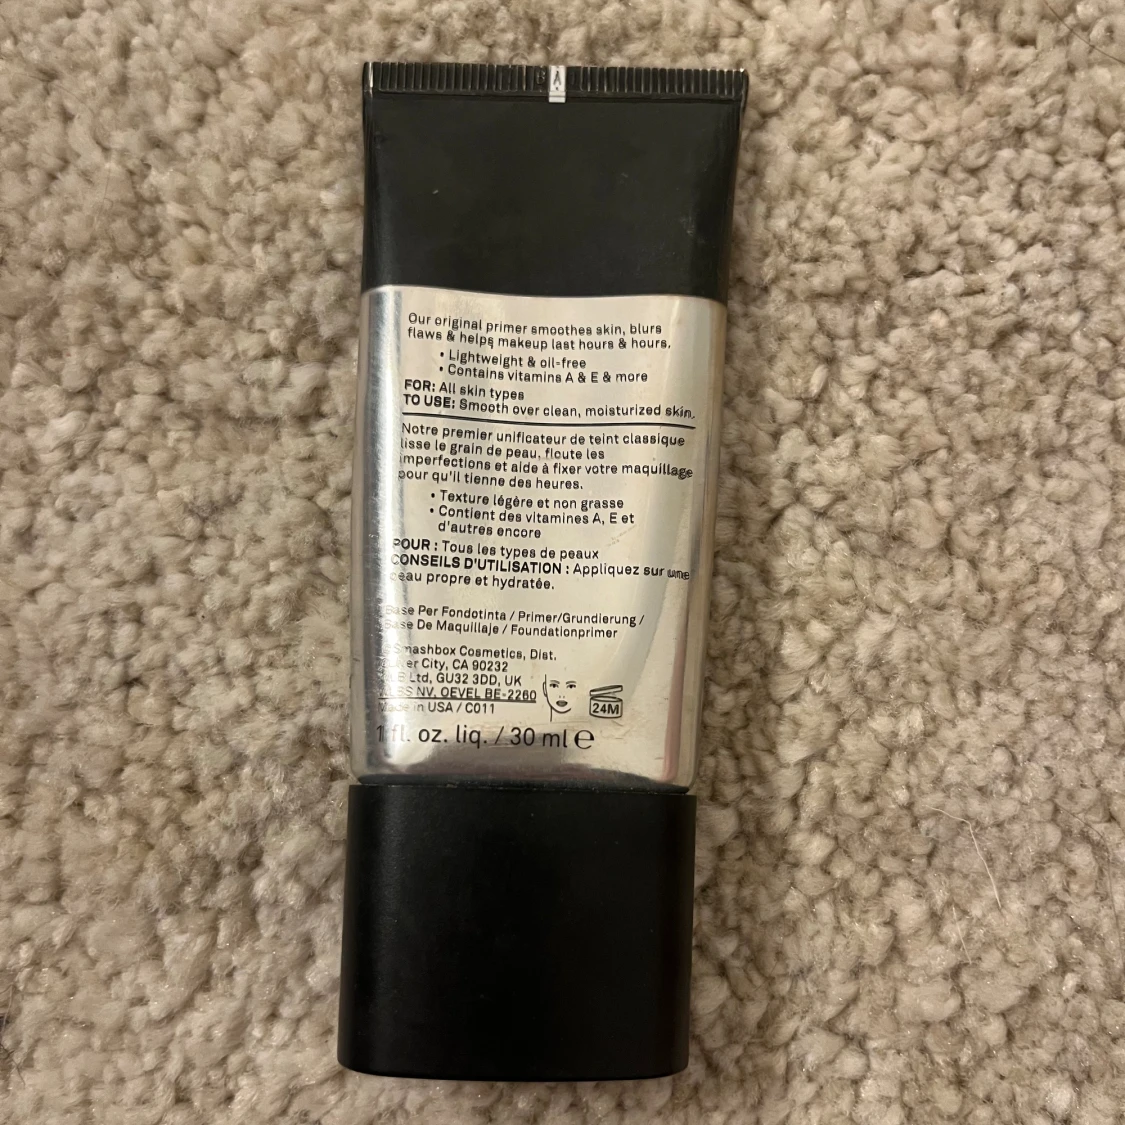 Our original primer smoothes skin, blurs
flaws & helps makeup last hours & hours.
• Lightweight & oil-free
• Contains vitamins A & E & more
FOR: All skin types
TO USE: Smooth over clean, moisturized skin.
Notre premier unificateur de teint classique
lisse le grain de peau, floute les
imperfections et aide à fixer votre maquillage
pour qu'il tienne des heures.
• Texture légère et non grasse
• Contient des vitamines A, E et
d'autres encore
POUR : Tous les types de peaux
CONSEILS D'UTILISATION : Appliquez sur une
peau propre et hydratée.
Base Per Fondotinta / Primer/Grundierung /
Base De Maquillaje / Foundationprimer
Smashbox Cosmetics, Dist.
City, CA 90232
Ltd, GU32 3DD, UK
NV, OEVEL BE-2260
Made in USA / C011
24M
1 fl. oz. liq. / 30 ml ℮